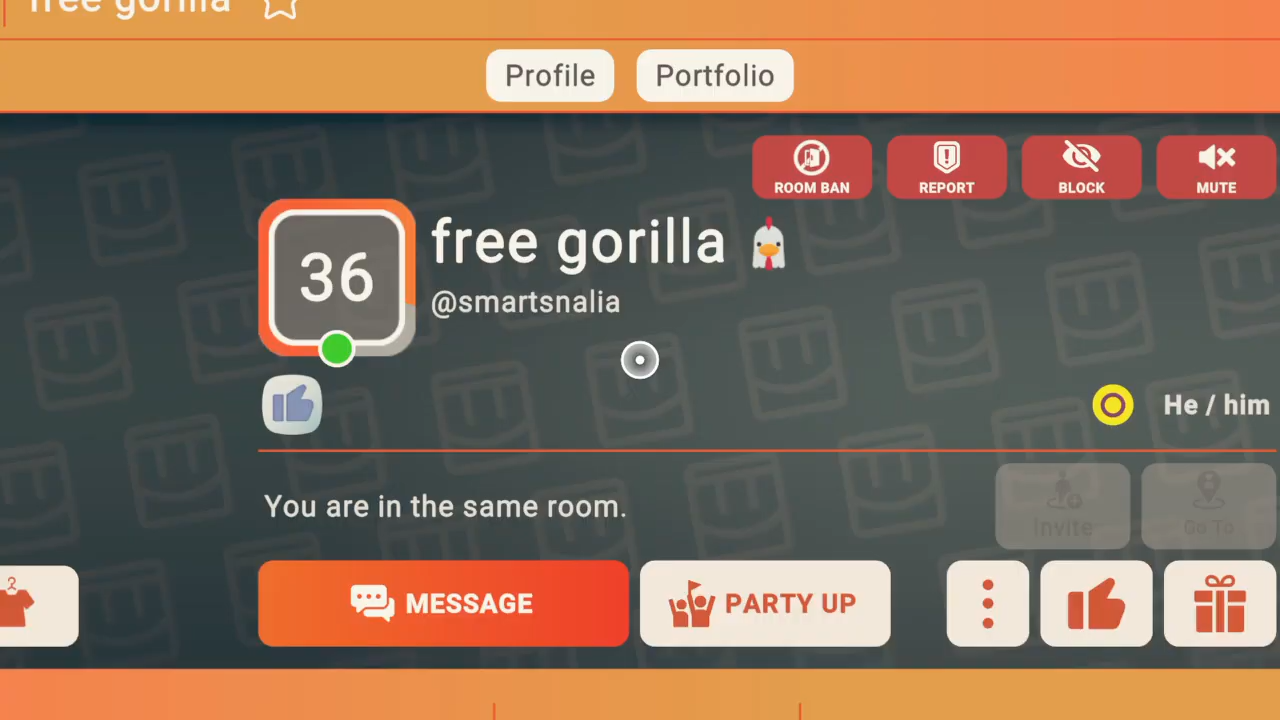 free gorilla
Profile
Portfolio
ROOM BAN
REPORT
BLOCK
MUTE
36
free gorilla
@smartsnalia
He / him
You are in the same room.
Invite
Go To
MESSAGE
PARTY UP